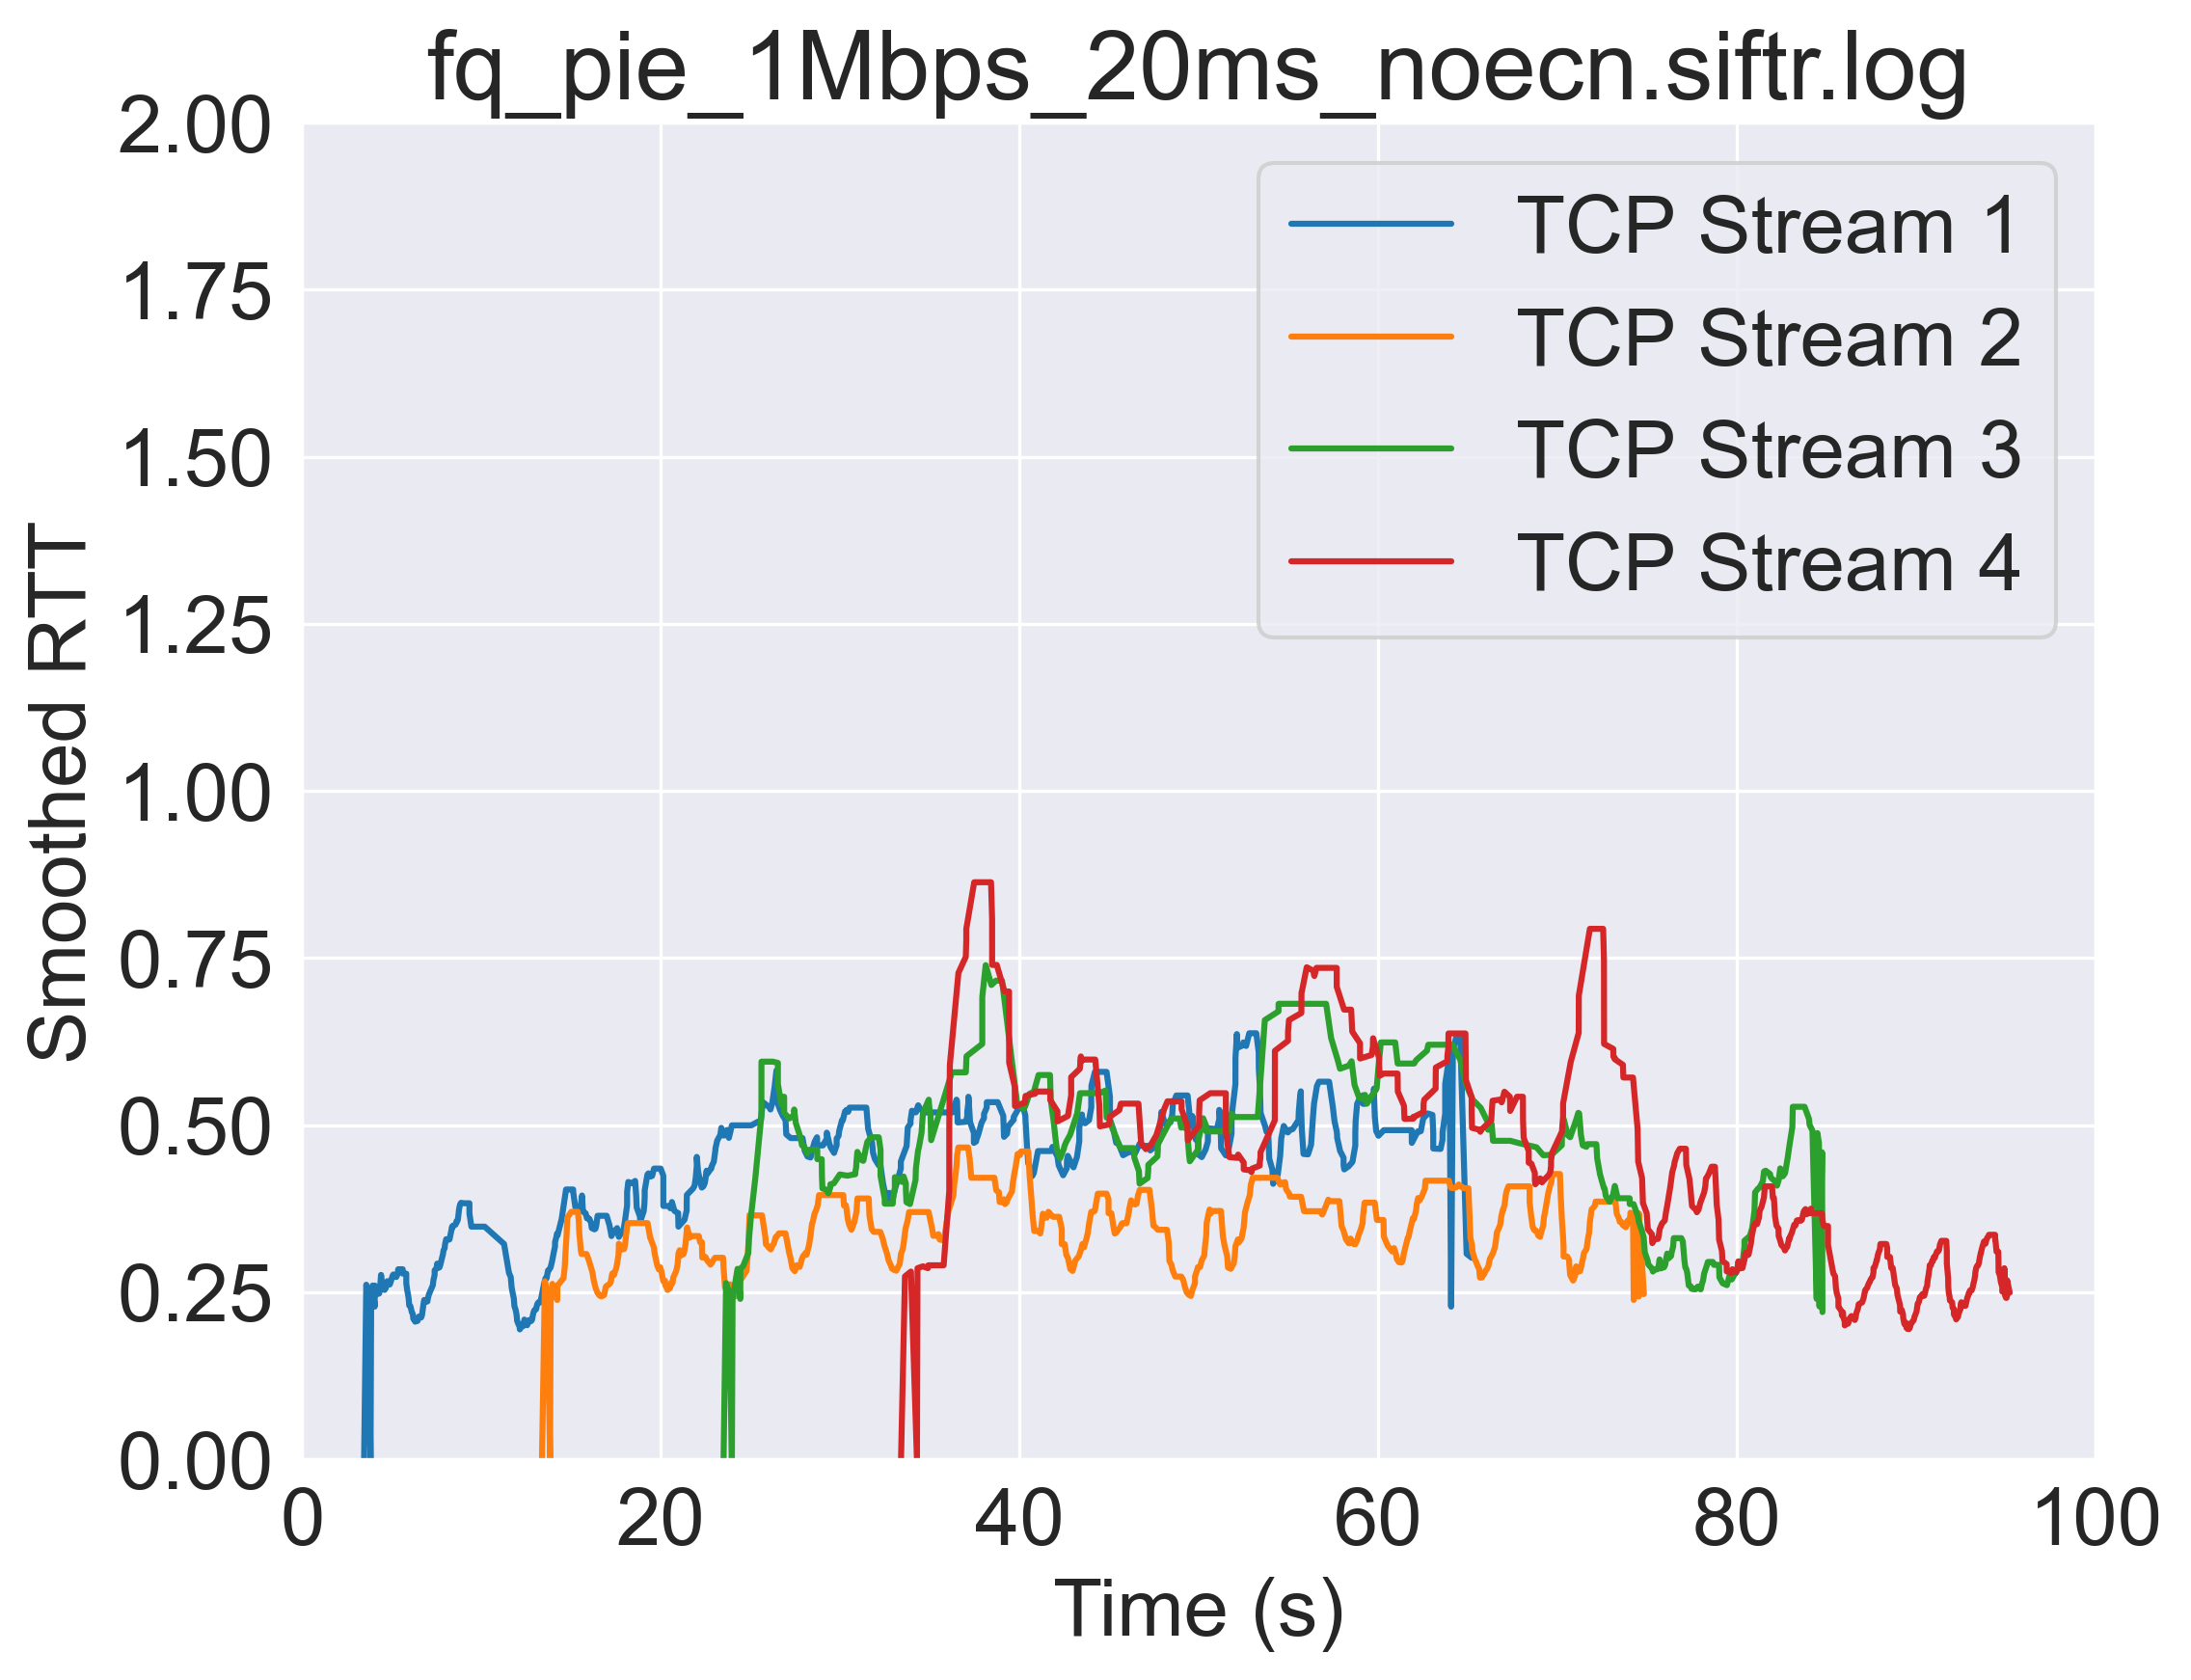 fq_pie_1Mbps_20ms_noecn.siftr.log
2.00
1.75
1.50
1.25
1.00
0.75
0.50
0.25
0.00
Smoothed RTT
TCP Stream 1
TCP Stream 2
TCP Stream 3
TCP Stream 4
0 20 40 60 80 100
Time (s)